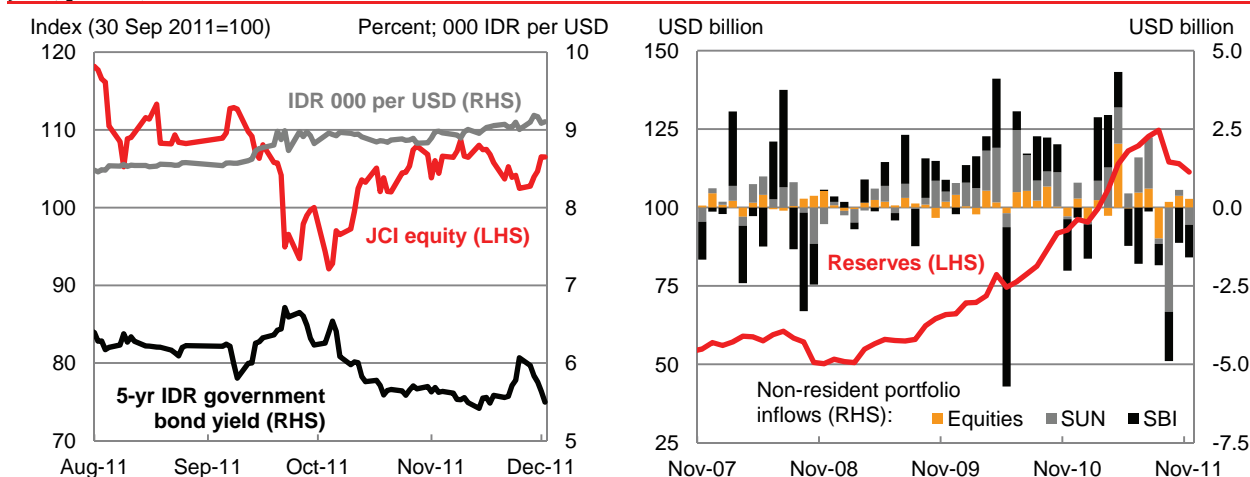 Index (30 Sep 2011=100)
Percent; 000 IDR per USD
120
110
100
90
80
70
10
9
8
7
6
5
IDR 000 per USD (RHS)
JCI equity (LHS)
5-yr IDR government
bond yield (RHS)
Aug-11
Sep-11
Oct-11
Nov-11
Dec-11
USD billion
USD billion
150
125
100
75
50
25
5.0
2.5
0.0
-2.5
-5.0
-7.5
Reserves (LHS)
Non-resident portfolio
inflows (RHS):
Equities
SUN
SBI
Nov-07
Nov-08
Nov-09
Nov-10
Nov-11